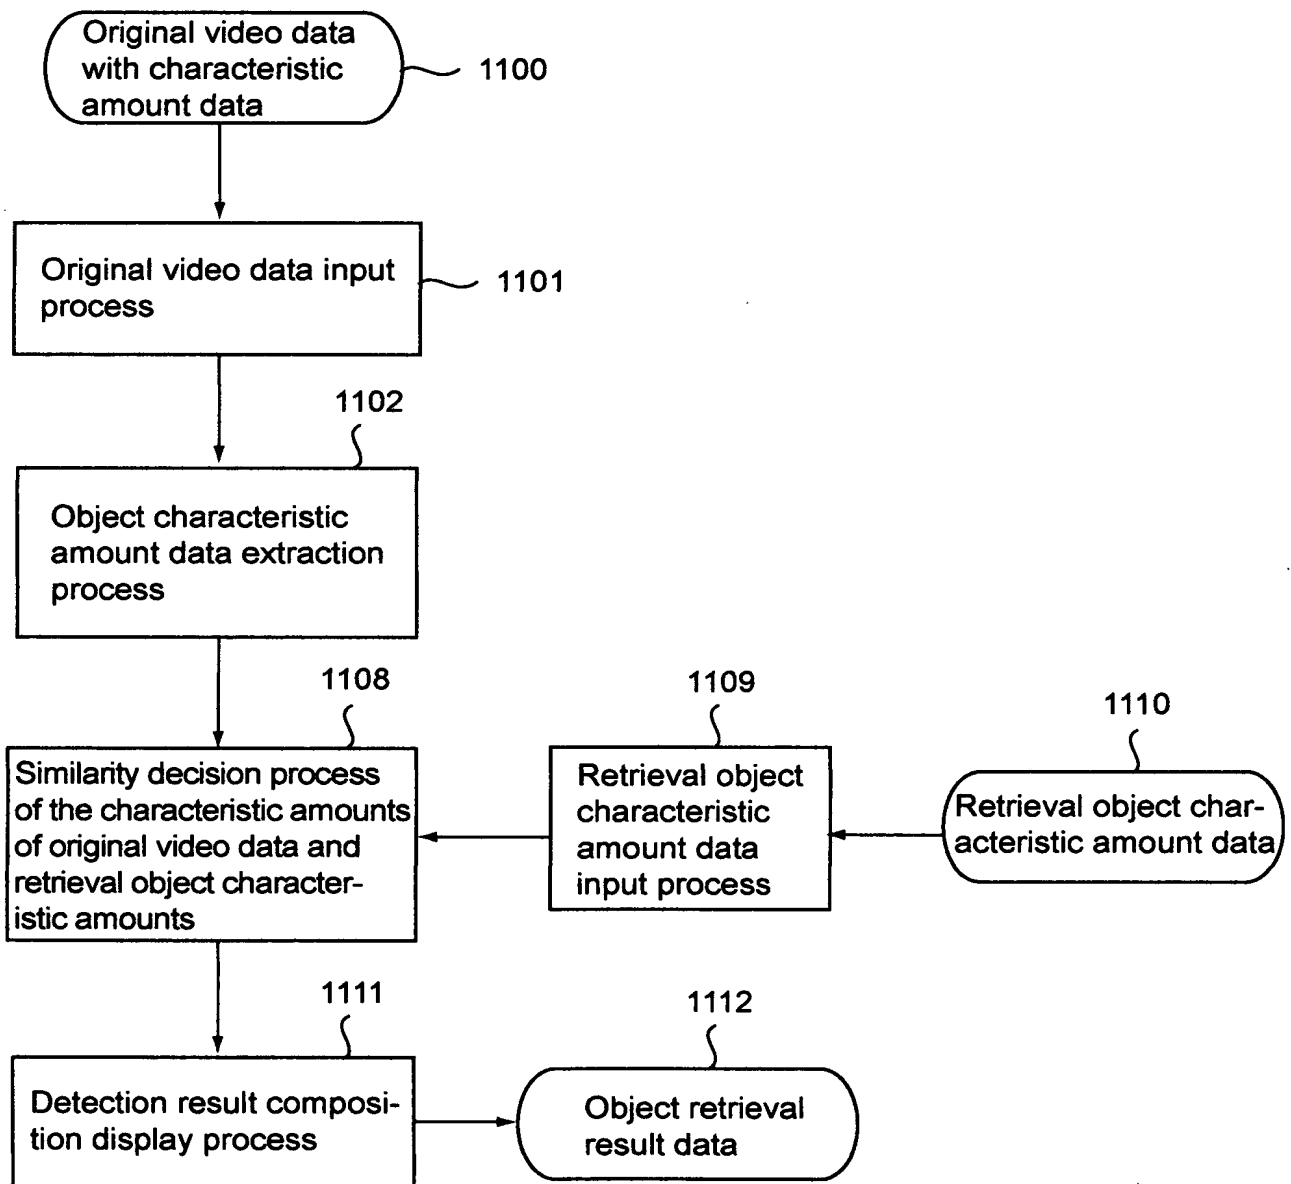 Original video data
with characteristic
amount data
1100
Original video data input
process
1101
1102
Object characteristic
amount data extraction
process
1108
Similarity decision process
of the characteristic amounts
of original video data and
retrieval object character-
istic amounts
1109
Retrieval object
characteristic
amount data
input process
1110
Retrieval object char-
acteristic amount data
1111
Detection result composi-
tion display process
1112
Object retrieval
result data